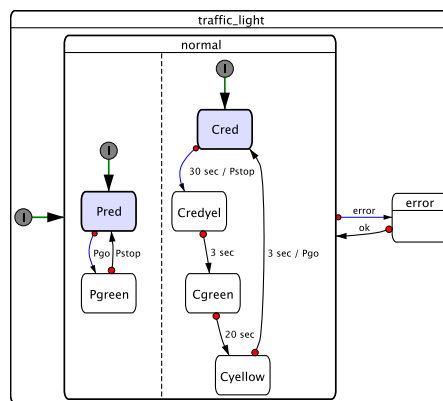 traffic_light
normal
I
Cred
30 sec / Pstop
I
Pred
Credyel
I
error
error
ok
Pgo
Pstop
3 sec
3 sec / Pgo
Pgreen
Cgreen
20 sec
Cyellow